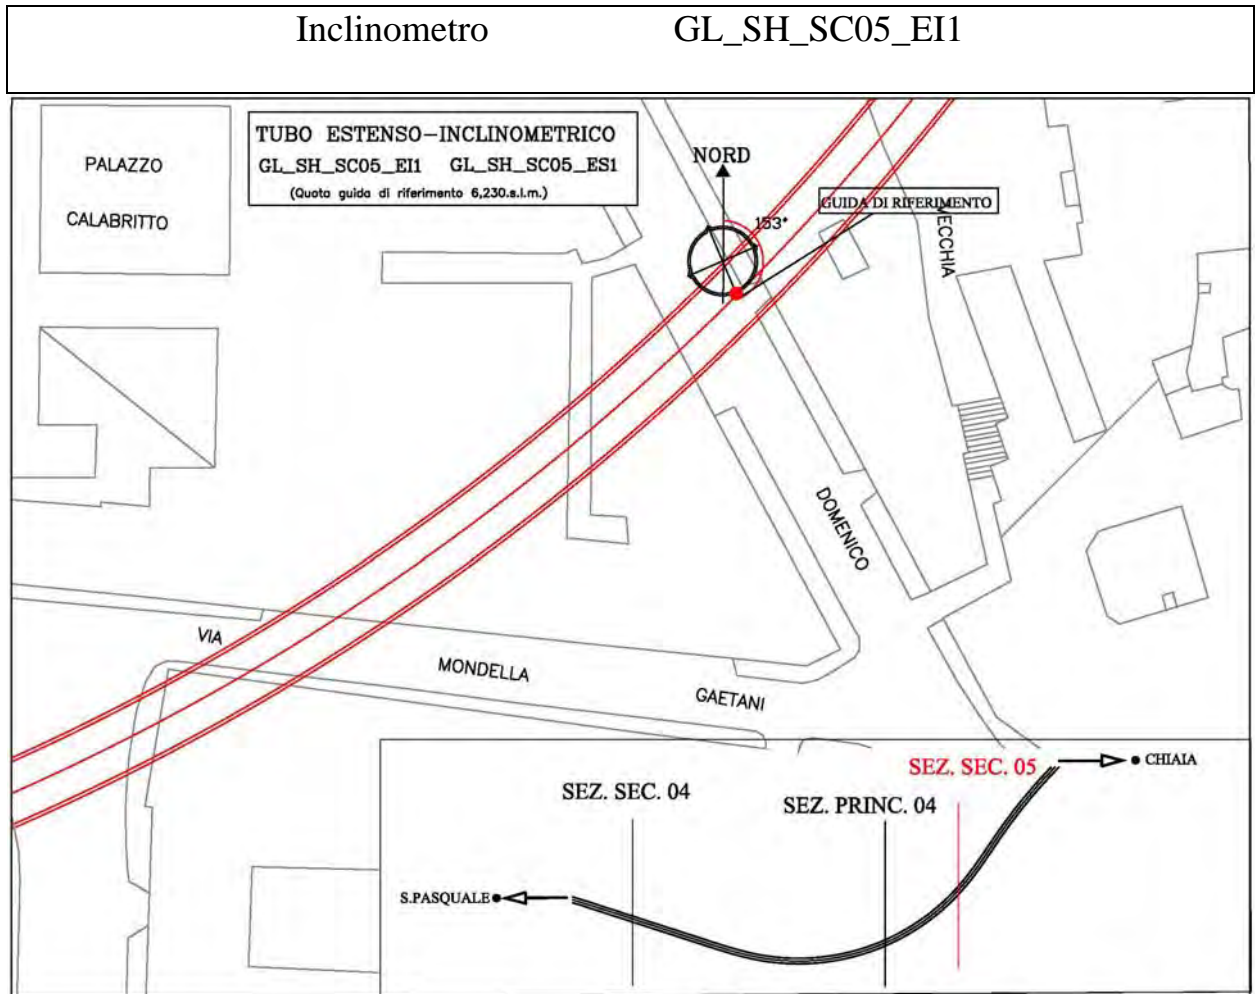 Inclinometro GL_SH_SC05_EI1
TUBO ESTENSO-INCLINOMETRICO
GL_SH_SC05_EI1 GL_SH_SC05_ES1
(Quota guida di riferimento 6,230.s.l.m.)
PALAZZO
CALABRITTO
NORD
153°
GUIDA DI RIFERIMENTO
VECCHIA
DOMENICO
VIA
MONDELLA
GAETANI
SEZ. SEC. 05
CHIAIA
SEZ. SEC. 04
SEZ. PRINC. 04
S.PASQUALE